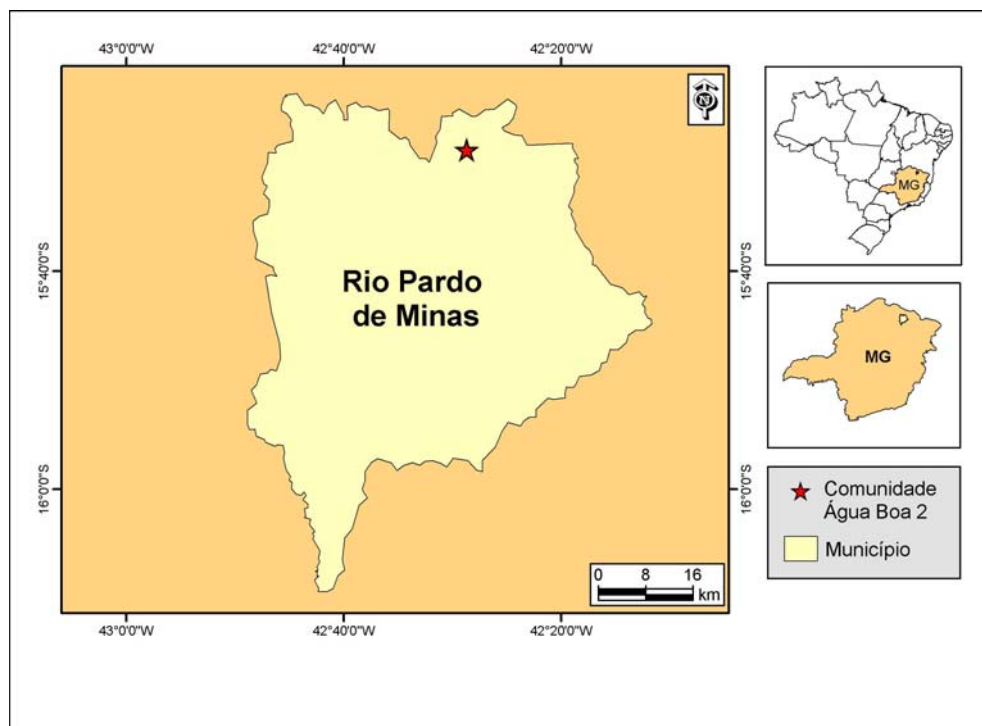 43°0'0"W
42°40'0"W
42°20'0"W
N
MG
15°40'0"S
15°40'0"S
Rio Pardo
de Minas
MG
16°0'0"S
16°0'0"S
Comunidade
Água Boa 2
Município
0 8 16
km
43°0'0"W
42°40'0"W
42°20'0"W